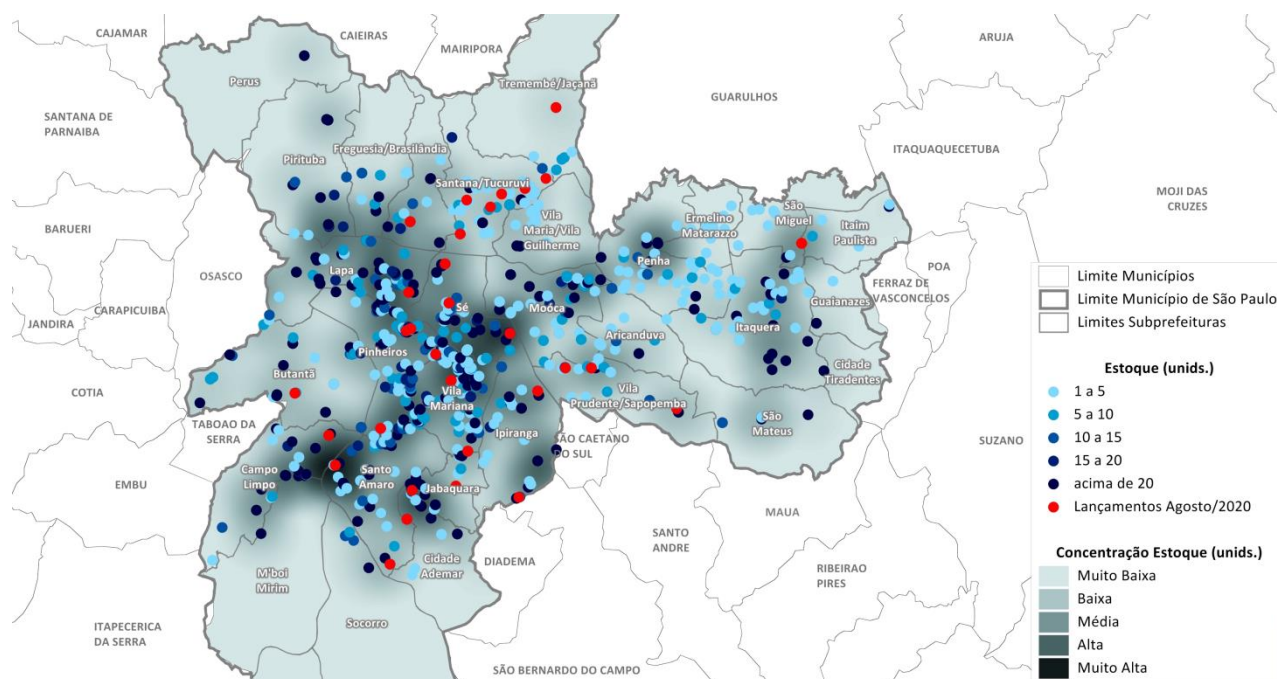 CAJAMAR
CAIEIRAS
MAIRIPORA
ARUJA
Perus
Tremembé/Jaçanã
GUARULHOS
SANTANA DE
PARNAIBA
Pirituba
Freguesia/Brasilândia
ITAQUAQUECETUBA
Santana/Tucuruvi
MOJI DAS
CRUZES
Vila
Maria/Vila
Guilherme
Ermelino
Matarazzo
São
Miguel
Itaim
Paulista
BARUERI
OSASCO
Lapa
Penha
POA
FERRAZ DE
VASCONCELOS
CARAPICUIBA
JANDIRA
Sé
Moóca
Guaianazes
Aricanduva
Itaquera
Pinheiros
Butantã
Cidade
Tiradentes
COTIA
Vila
Mariana
Vila
Prudente/Sapopemba
São
Mateus
TABOAO DA
SERRA
Ipiranga
SÃO CAETANO
DO SUL
SUZANO
Campo
Limpo
Santo
Amaro
Jabaquara
EMBU
MAUA
SANTO
ANDRE
Cidade
Ademar
DIADEMA
RIBEIRAO
PIRES
M'boi
Mirim
ITAPECERICA
DA SERRA
Socorro
SÃO BERNARDO DO CAMPO
Limite Municípios
Limite Município de São Paulo
Limites Subprefeituras
Estoque (unids.)
1 a 5
5 a 10
10 a 15
15 a 20
acima de 20
Lançamentos Agosto/2020
Concentração Estoque (unids.)
Muito Baixa
Baixa
Média
Alta
Muito Alta